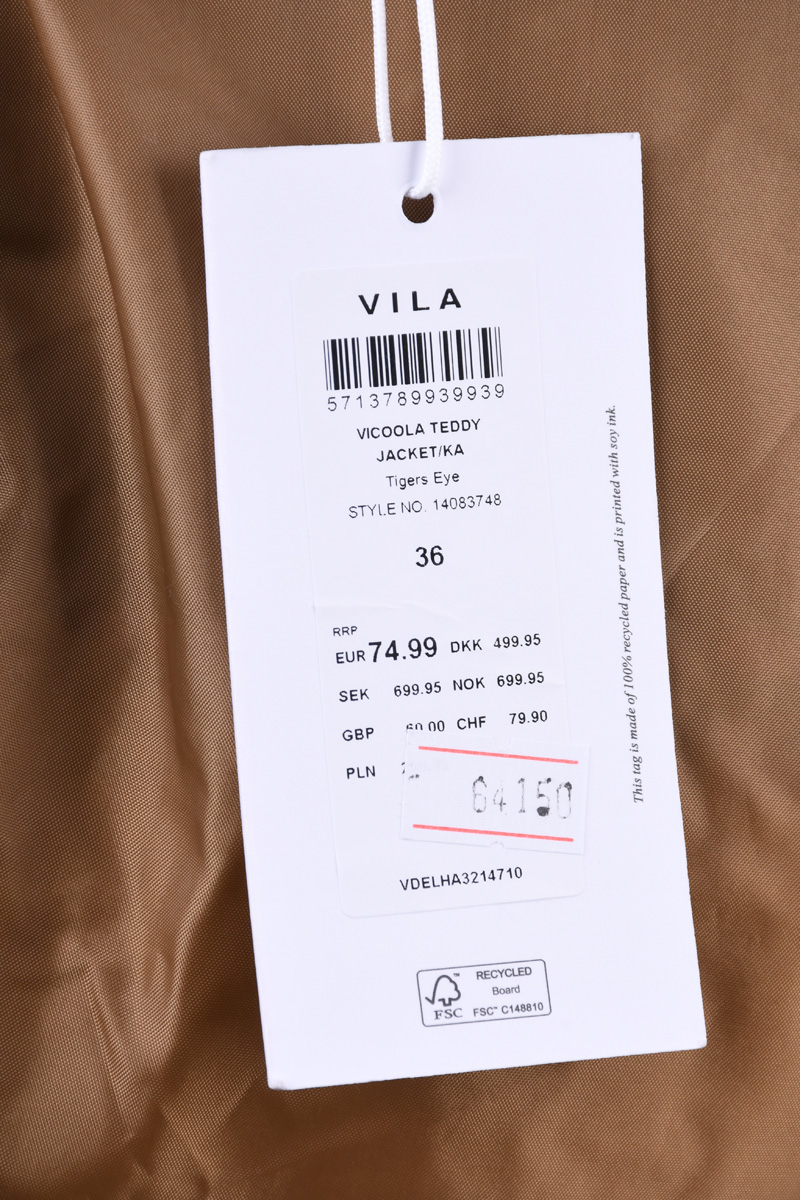 VILA
5713789939939
VICOOLA TEDDY
JACKET/KA
Tigers Eye
STYLE NO. 14083748
36
RRP
EUR 74.99 DKK 499.95
SEK 699.95 NOK 699.95
GBP 60.00 CHF 79.90
PLN
64150
VDELHA3214710
This tag is made of 100% recycled paper and is printed with soy ink.
RECYCLED
Board
FSC™ C148810
FSC™